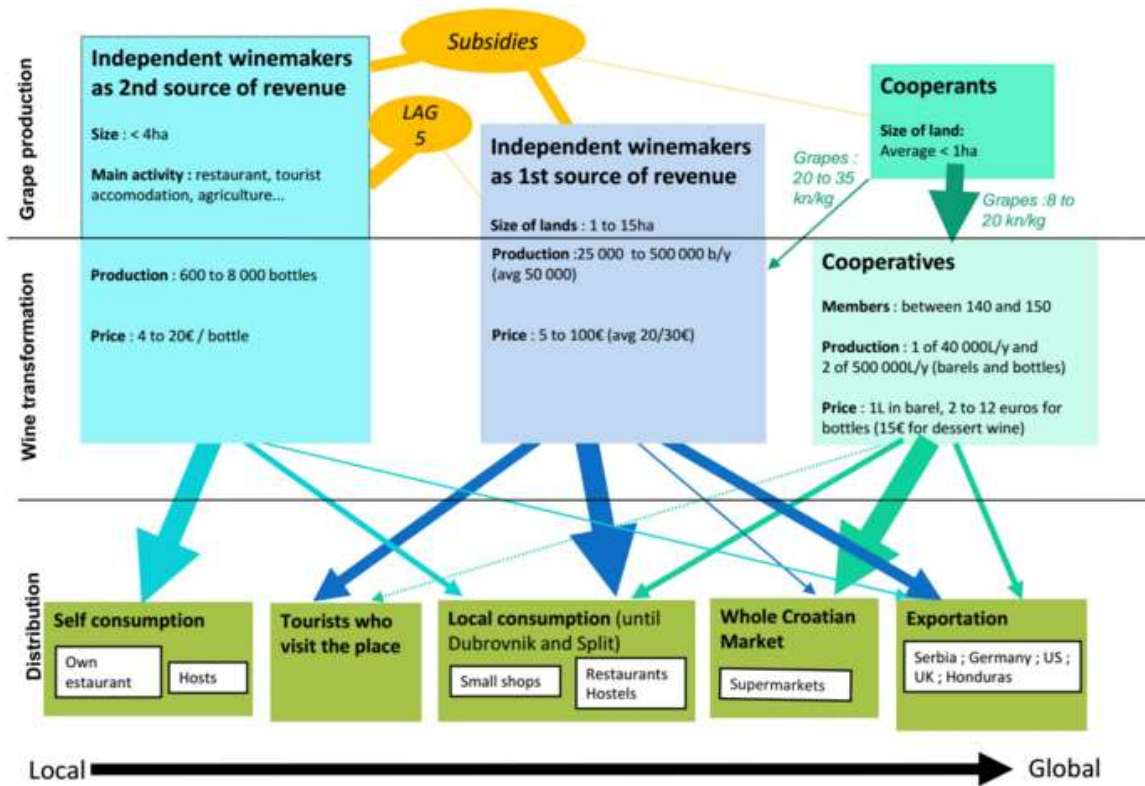 Grape production
Wine transformation
Distribution
Subsidies
LAG
5
Independent winemakers
as 2nd source of revenue
Size : < 4ha
Main activity : restaurant, tourist
accomodation, agriculture...
Production : 600 to 8 000 bottles
Price : 4 to 20€ / bottle
Independent winemakers
as 1st source of revenue
Size of lands : 1 to 15ha
Production :25 000 to 500 000 b/y
(avg 50 000)
Price : 5 to 100€ (avg 20/30€)
Cooperants
Size of land:
Average < 1ha
Grapes :
20 to 35
kn/kg
Grapes :8 to
20 kn/kg
Cooperatives
Members : between 140 and 150
Production : 1 of 40 000L/y and
2 of 500 000L/y (barels and bottles)
Price : 1L in barel, 2 to 12 euros for
bottles (15€ for dessert wine)
Self consumption
Own
estaurant
Hosts
Tourists who
visit the place
Local consumption (until
Dubrovnik and Split)
Small shops
Restaurants
Hostels
Whole Croatian
Market
Supermarkets
Exportation
Serbia ; Germany ; US ;
UK ; Honduras
Local
Global